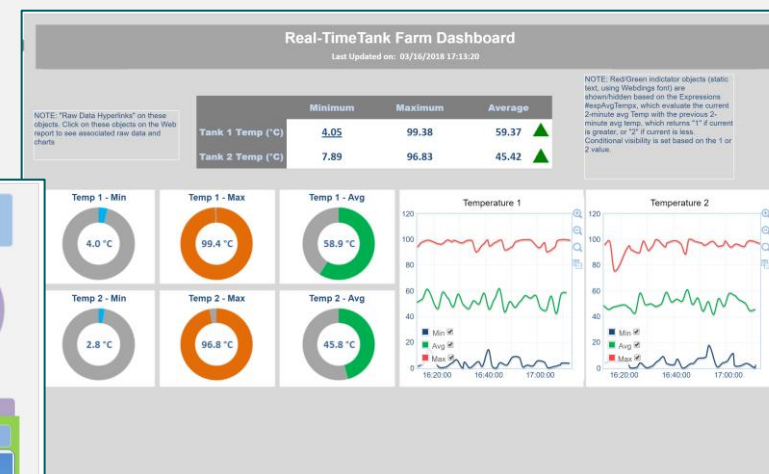 Real-TimeTank Farm Dashboard
Last Updated on: 03/16/2018 17:13:20
NOTE: "Raw Data Hyperlinks" on these
objects. Click on these objects on the Web
report to see associated raw data and
charts
Minimum Maximum Average
Tank 1 Temp (°C) 4.05 99.38 59.37
Tank 2 Temp (°C) 7.89 96.83 45.42
NOTE: Red/Green indictator objects (static
text, using Webdings font) are
shown/hidden based on the Expressions
#expAvgTempx, which evaluate the current
2-minute avg Temp with the previous 2-
minute avg temp, which returns "1" if current
is greater, or "2" if current is less.
Conditional visibility is set based on the 1 or
2 value.
Temp 1 - Min
4.0 °C
Temp 1 - Max
99.4 °C
Temp 1 - Avg
58.9 °C
Temp 2 - Min
2.8 °C
Temp 2 - Max
96.8 °C
Temp 2 - Avg
45.8 °C
Temperature 1
120
100
80
60
40
20
0
Min
Avg
Max
16:20:00 16:40:00 17:00:00
Temperature 2
120
100
80
60
40
20
0
Min
Avg
Max
16:20:00 16:40:00 17:00:00